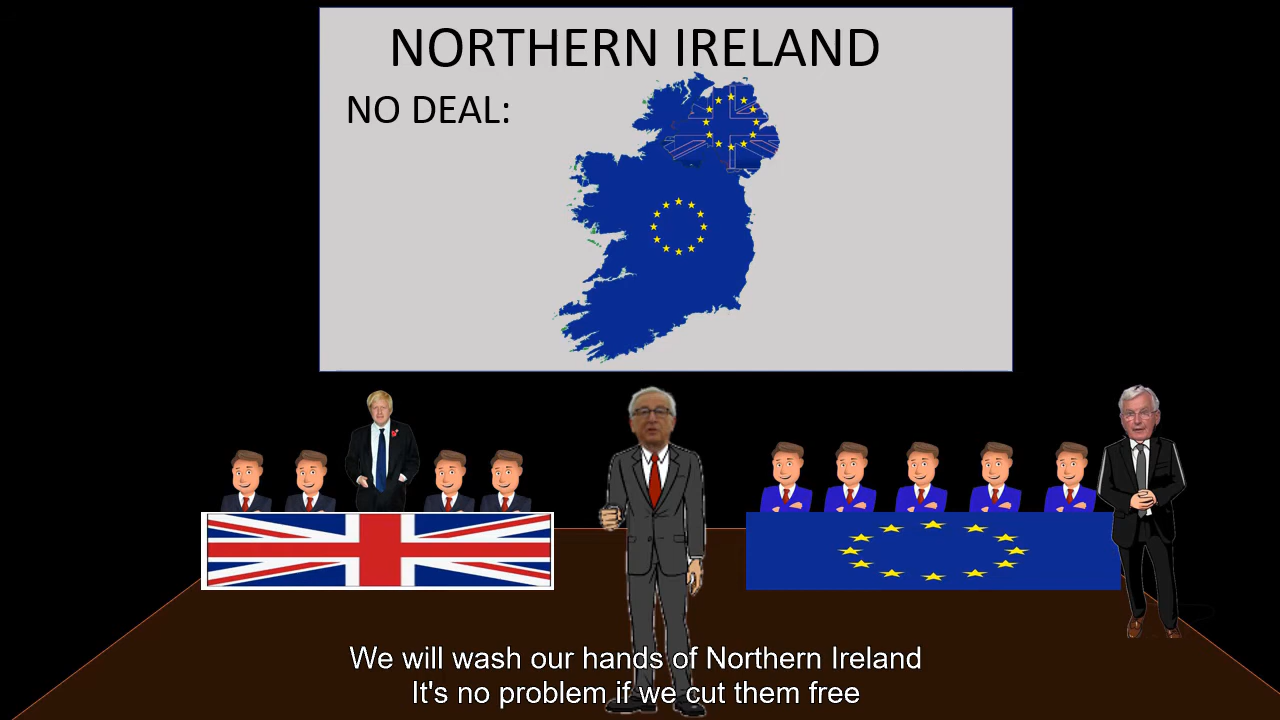 NORTHERN IRELAND
NO DEAL:
We will wash our hands of Northern Ireland
It's no problem if we cut them free